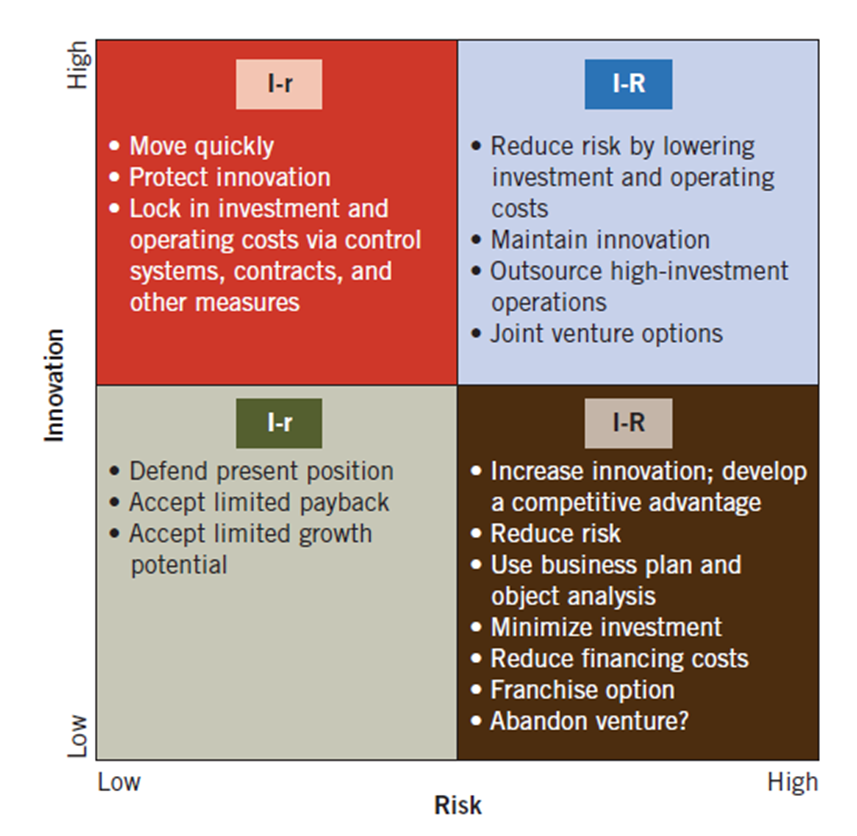 High
I-r
• Move quickly
• Protect innovation
• Lock in investment and
operating costs via control
systems, contracts, and
other measures
I-R
• Reduce risk by lowering
investment and operating
costs
• Maintain innovation
• Outsource high-investment
operations
• Joint venture options
Innovation
I-r
• Defend present position
• Accept limited payback
• Accept limited growth
potential
I-R
• Increase innovation; develop
a competitive advantage
• Reduce risk
• Use business plan and
object analysis
• Minimize investment
• Reduce financing costs
• Franchise option
• Abandon venture?
Low
Low
High
Risk